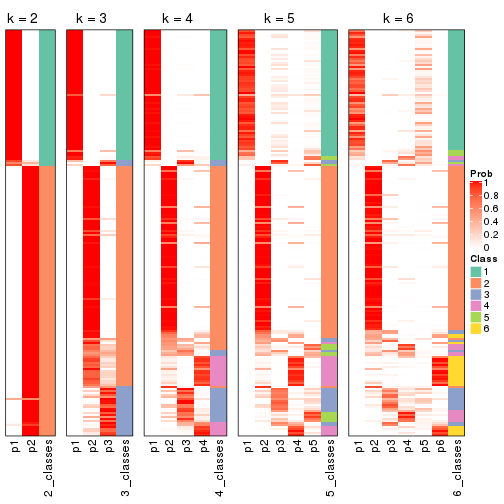 k = 2
k = 3
k = 4
k = 5
k = 6
p1
p2
2_classes
p1
p2
p3
3_classes
p1
p2
p3
p4
4_classes
p1
p2
p3
p4
p5
5_classes
p1
p2
p3
p4
p5
p6
6_classes
Prob
1
0.8
0.6
0.4
0.2
0
Class
1
2
3
4
5
6